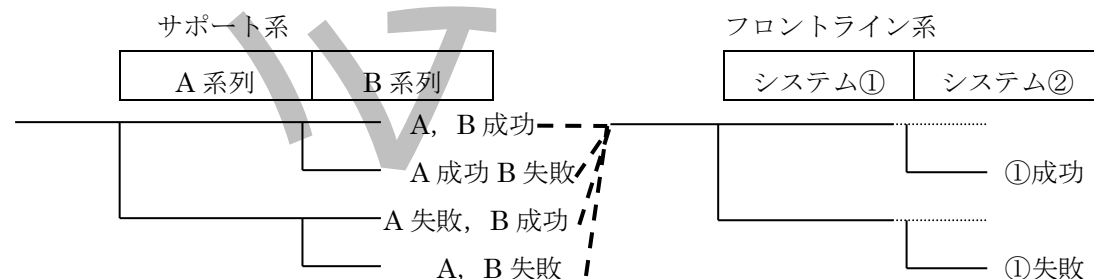 サポート系 フロントライン系
A 系列 B 系列 システム① システム②
A，B 成功
A 成功 B 失敗 ①成功
A 失敗，B 成功
A，B 失敗 ①失敗